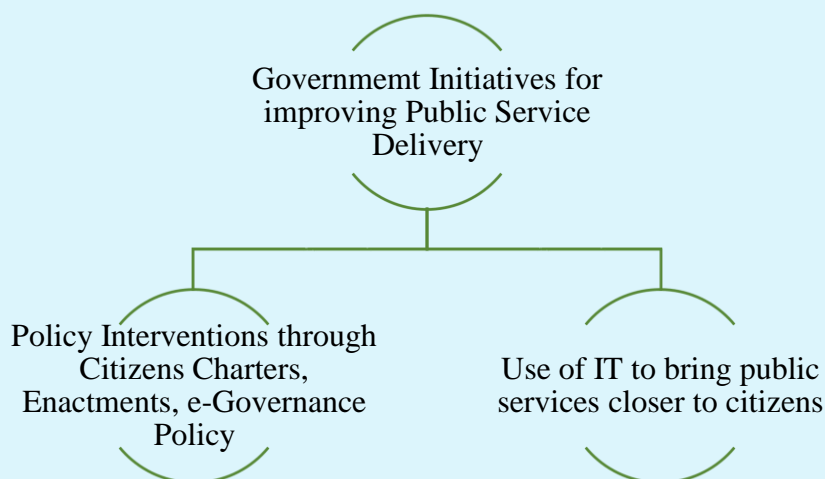 Governmemt Initiatives for
improving Public Service
Delivery
Policy Interventions through
Citizens Charters,
Enactments, e-Governance
Policy
Use of IT to bring public
services closer to citizens